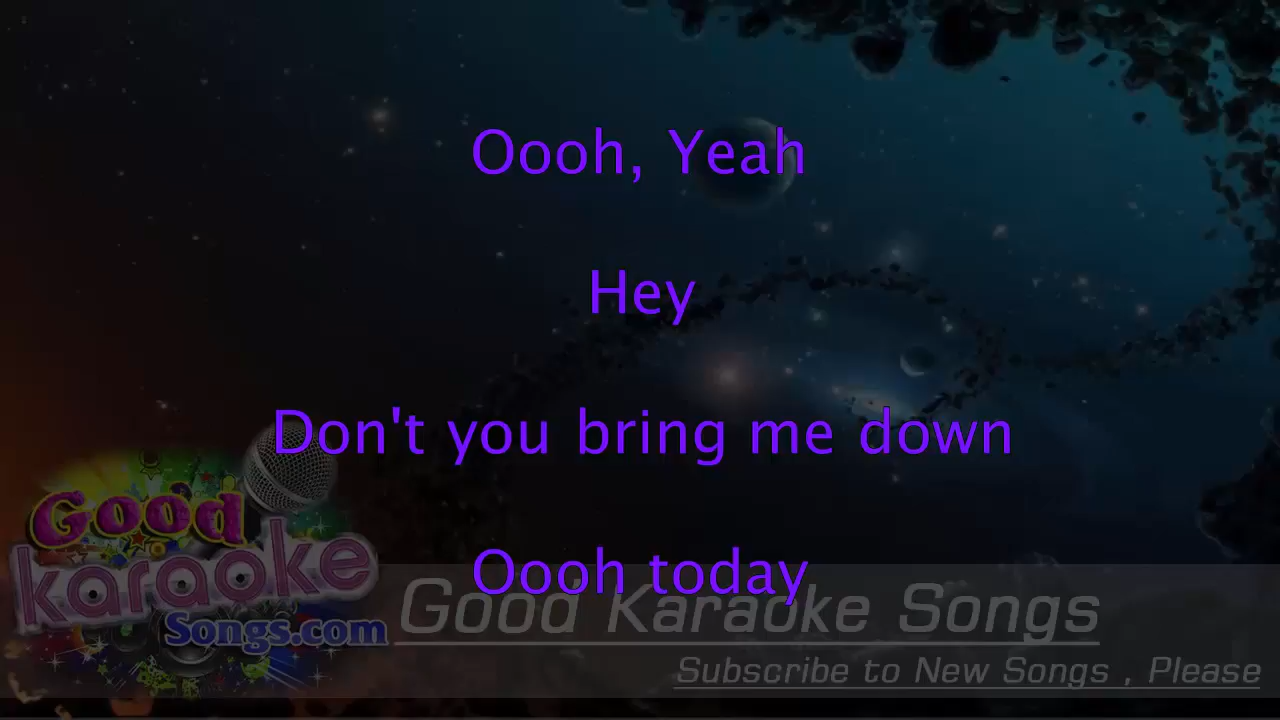 Oooh, Yeah
Hey
Don't you bring me down
Oooh today
Good
karaoke
Songs.com
Good Karaoke Songs
Subscribe to New Songs , Please